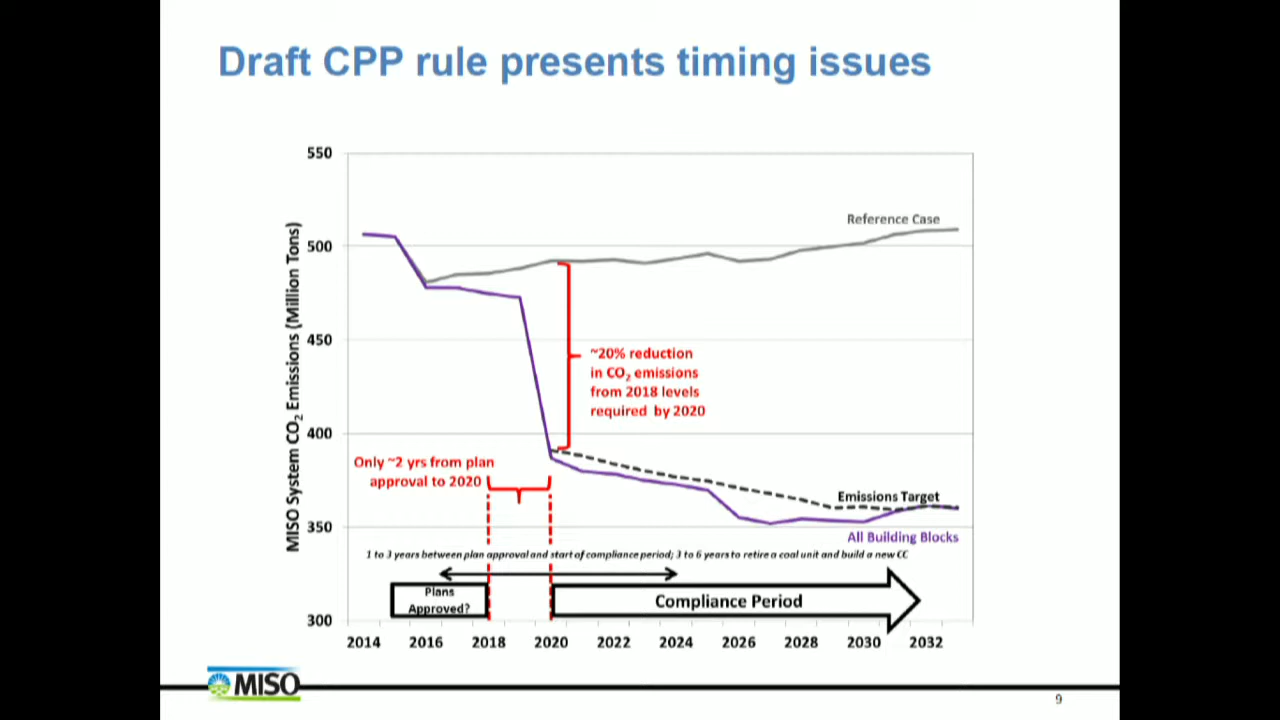 Draft CPP rule presents timing issues
MISO System CO2 Emissions (Million Tons)
550
500
450
400
350
300
Reference Case
~20% reduction
in CO2 emissions
from 2018 levels
required by 2020
Only ~2 yrs from plan
approval to 2020
Emissions Target
All Building Blocks
1 to 3 years between plan approval and start of compliance period; 3 to 6 years to retire a coal unit and build a new CC
Plans
Approved?
Compliance Period
2014 2016 2018 2020 2022 2024 2026 2028 2030 2032
MISO
9